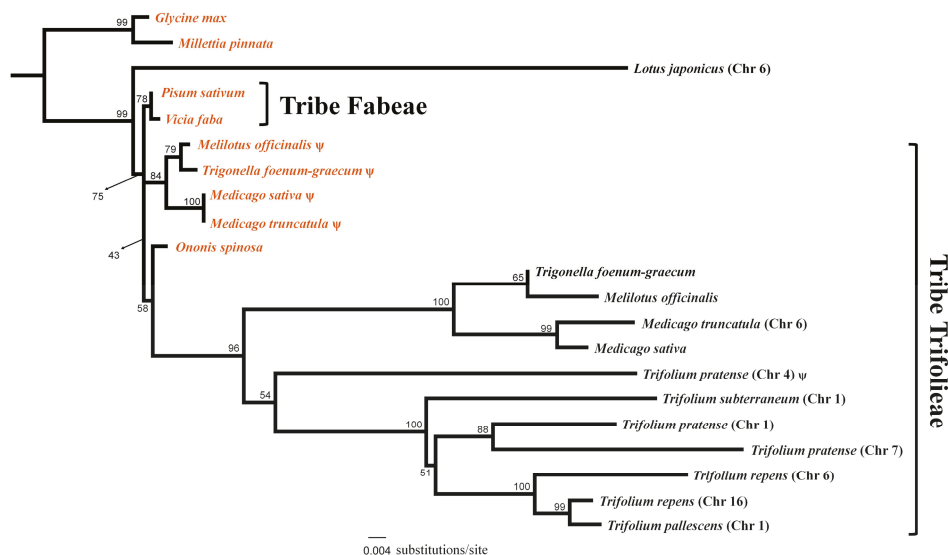 99
Glycine max
Millettia pinnata
Lotus japonicus (Chr 6)
99
78
Pisum sativum
Vicia faba
Tribe Fabeae
79
Melilotus officinalis ψ
Trigonella foenum-graecum ψ
84
100
Medicago sativa ψ
Medicago truncatula ψ
75
43
Ononis spinosa
58
65
Trigonella foenum-graecum
Melilotus officinalis
100
99
Medicago truncatula (Chr 6)
Medicago sativa
96
54
Trifolium pratense (Chr 4) ψ
Trifolium subterraneum (Chr 1)
100
88
Trifolium pratense (Chr 1)
Trifolium pratense (Chr 7)
51
Trifolium repens (Chr 6)
100
99
Trifolium repens (Chr 16)
Trifolium pallescens (Chr 1)
Tribe Trifolieae
0.004 substitutions/site